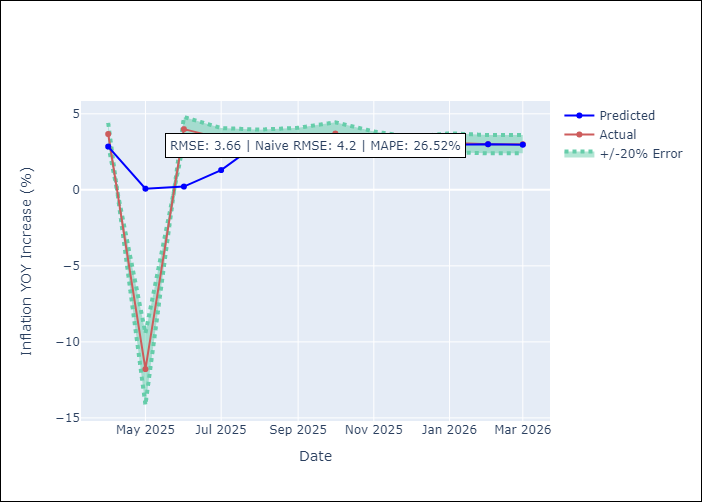 RMSE: 3.66 | Naive RMSE: 4.2 | MAPE: 26.52%
Predicted
Actual
+/-20% Error
Inflation YOY Increase (%)
5
0
−5
−10
−15
May 2025
Jul 2025
Sep 2025
Nov 2025
Jan 2026
Mar 2026
Date